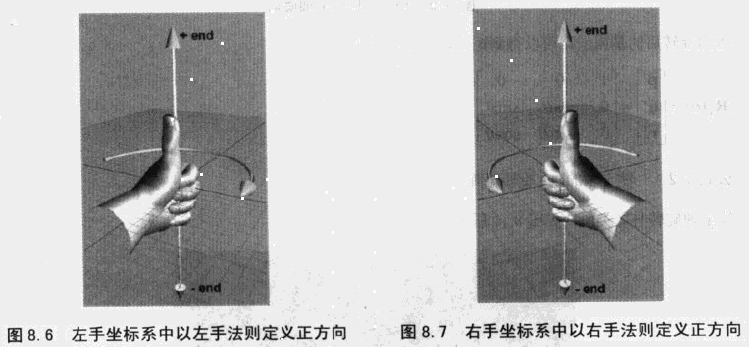 + end
- end
图8.6 左手坐标系中以左手法则定义正方向
+ end
- end
图8.7 右手坐标系中以右手法则定义正方向